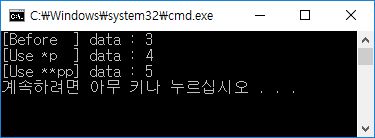 C:₩Windows₩system32₩cmd.exe
[Before  ] data : 3
[Use *p  ] data : 4
[Use **pp] data : 5
계속하려면 아무 키나 누르십시오 . . .